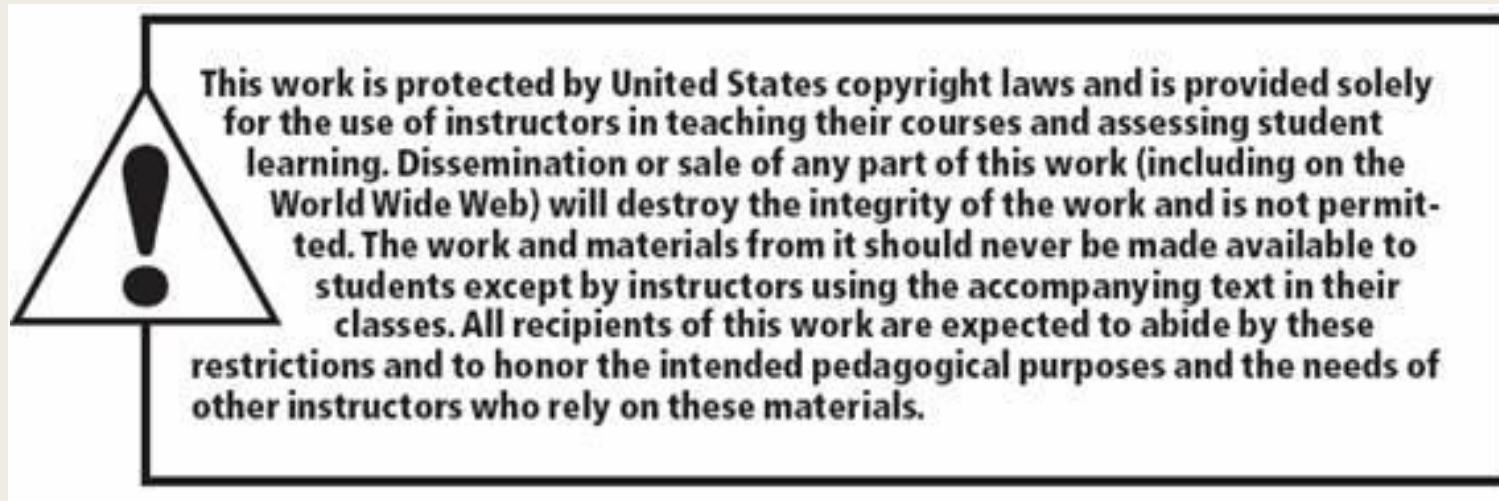 This work is protected by United States copyright laws and is provided solely
for the use of instructors in teaching their courses and assessing student
learning. Dissemination or sale of any part of this work (including on the
World Wide Web) will destroy the integrity of the work and is not permit-
ted. The work and materials from it should never be made available to
students except by instructors using the accompanying text in their
classes. All recipients of this work are expected to abide by these
restrictions and to honor the intended pedagogical purposes and the needs of
other instructors who rely on these materials.